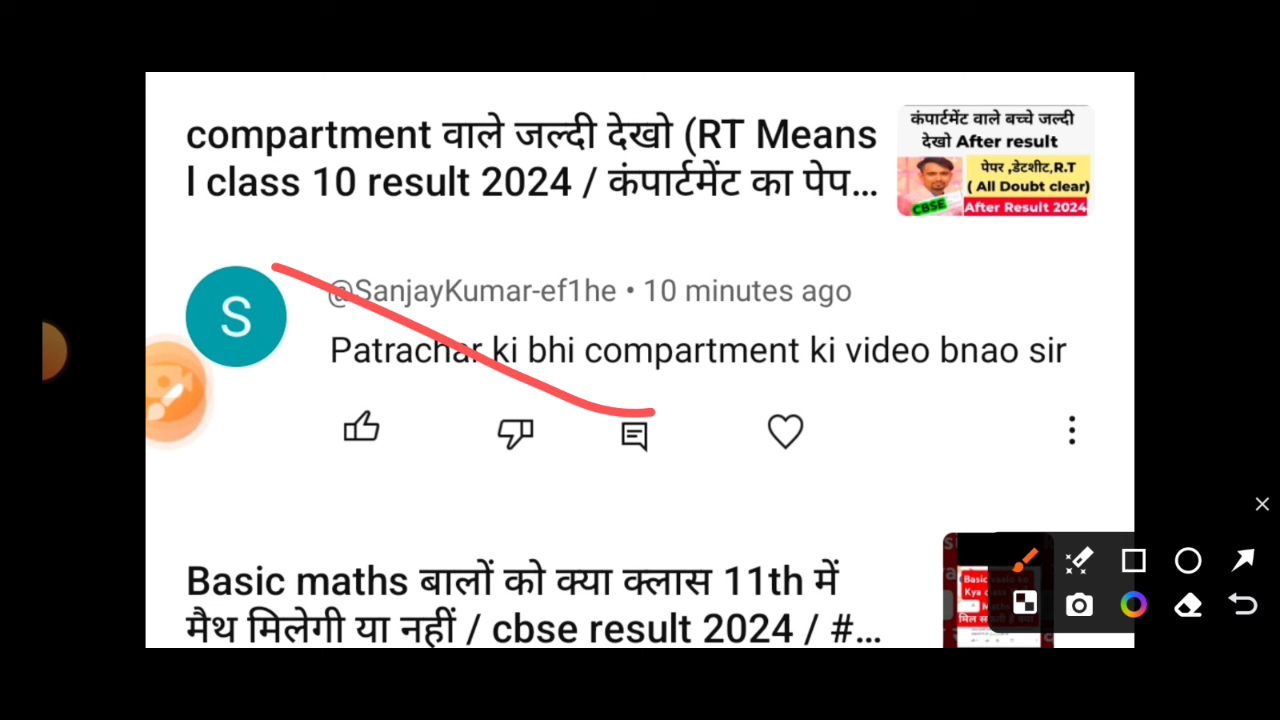 compartment वाले जल्दी देखो (RT Means
l class 10 result 2024 / कंपार्टमेंट का पेप...
कंपार्टमेंट वाले बच्चे जल्दी
देखो After result
पेपर ,डेटशीट,R.T
( All Doubt clear)
CBSE
After Result 2024
S
@SanjayKumar-ef1he • 10 minutes ago
Patrachar ki bhi compartment ki video bnao sir
Basic maths बालों को क्या क्लास 11th में
मैथ मिलेगी या नहीं / cbse result 2024 / #...
Basic
Kya